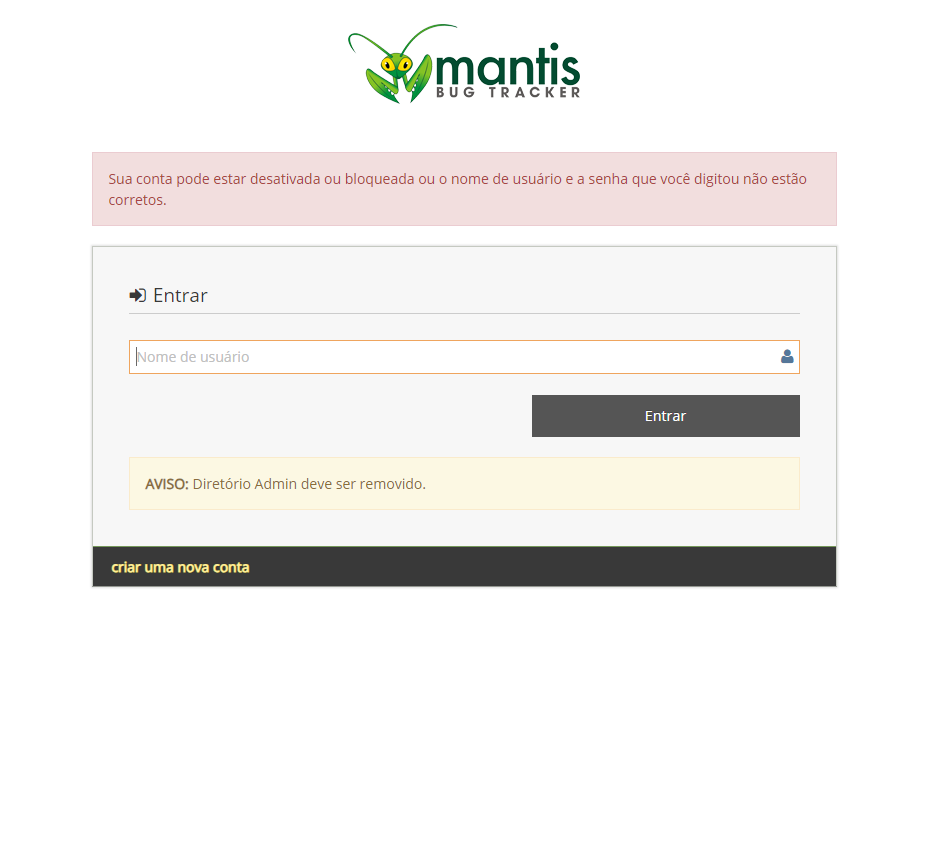 mantis
BUG TRACKER
Sua conta pode estar desativada ou bloqueada ou o nome de usuário e a senha que você digitou não estão
corretos.
Entrar
Nome de usuário
Entrar
AVISO: Diretório Admin deve ser removido.
criar uma nova conta